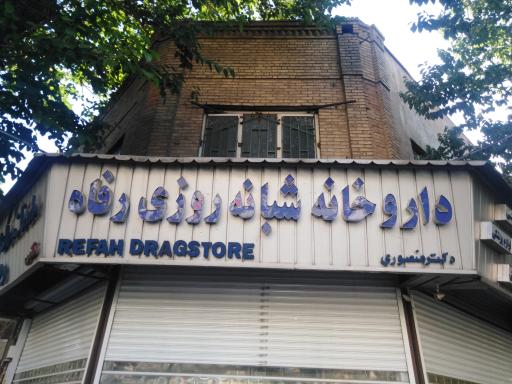 داروخانه شبانه روزی رفاه
REFAH DRAGSTORE
دکتر منصوری